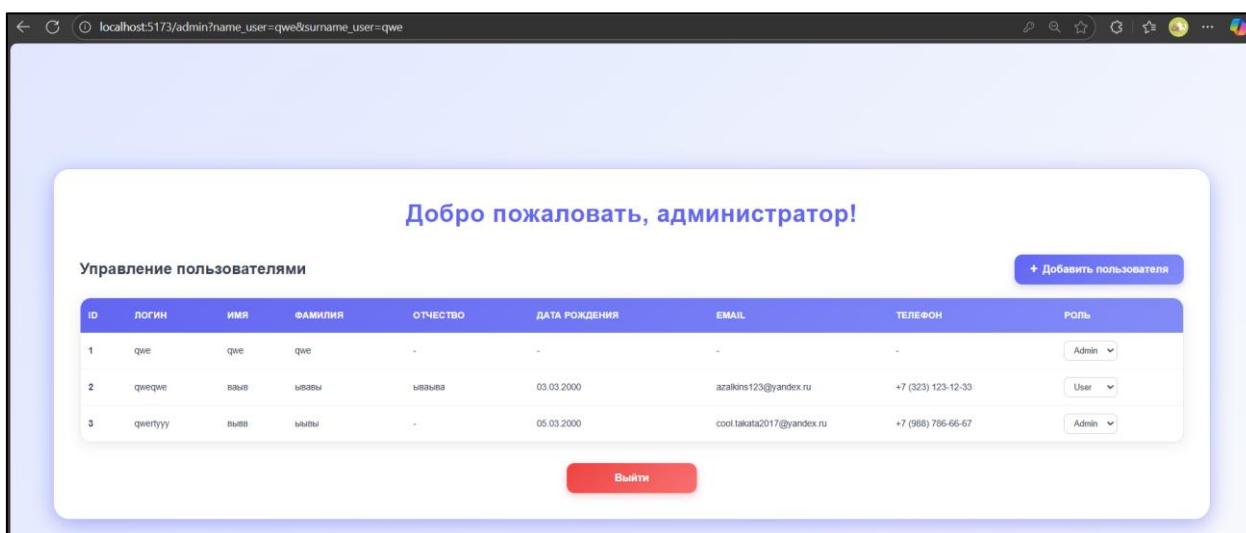 localhost:5173/admin?name_user=qwe&surname_user=qwe
Добро пожаловать, администратор!
Управление пользователями
+ Добавить пользователя
ID ЛОГИН ИМЯ ФАМИЛИЯ ОТЧЕСТВО ДАТА РОЖДЕНИЯ EMAIL ТЕЛЕФОН РОЛЬ
1 qwe qwe qwe - - - - Admin
2 qweqwe ваыв ывавы ываыва 03.03.2000 azalkins123@yandex.ru +7 (323) 123-12-33 User
3 qwertyyy вывв ывывы - 05.03.2000 cool.takata2017@yandex.ru +7 (988) 786-66-67 Admin
Выйти